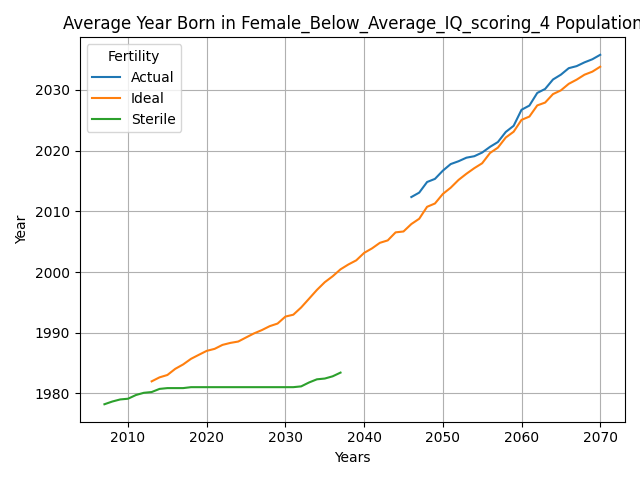 Average Year Born in Female_Below_Average_IQ_scoring_4 Population
Fertility
Actual
Ideal
Sterile
Year
2030
2020
2010
2000
1990
1980
2010
2020
2030
2040
2050
2060
2070
Years